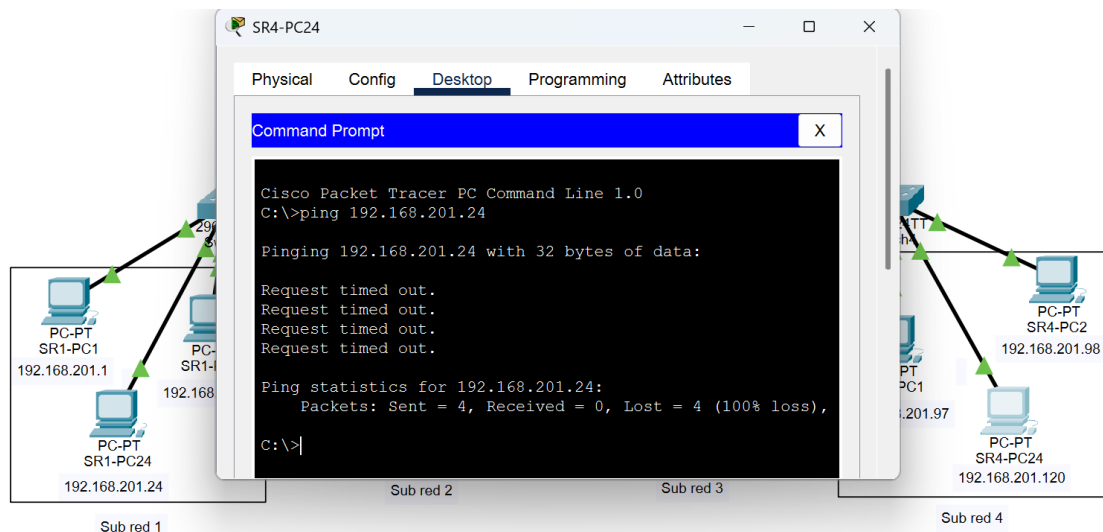 SR4-PC24
Physical Config Desktop Programming Attributes
Command Prompt
X
Cisco Packet Tracer PC Command Line 1.0
C:\>ping 192.168.201.24
Pinging 192.168.201.24 with 32 bytes of data:
Request timed out.
Request timed out.
Request timed out.
Request timed out.
Ping statistics for 192.168.201.24:
Packets: Sent = 4, Received = 0, Lost = 4 (100% loss),
C:\>
PC-PT
SR1-PC1
192.168.201.1
PC-PT
SR1-PC24
192.168.201.24
Sub red 1
Sub red 2
Sub red 3
PC-PT
SR4-PC2
192.168.201.98
PC-PT
SR4-PC24
192.168.201.120
Sub red 4